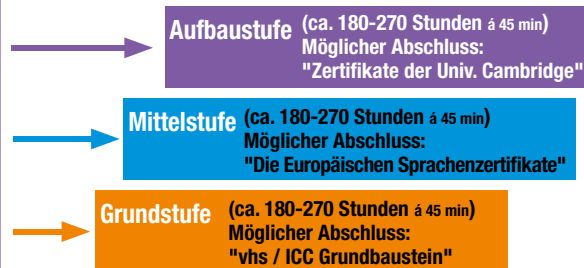 Aufbaustufe (ca. 180-270 Stunden á 45 min)
Möglicher Abschluss:
"Zertifikate der Univ. Cambridge"
Mittelstufe (ca. 180-270 Stunden á 45 min)
Möglicher Abschluss:
"Die Europäischen Sprachenzertifikate"
Grundstufe (ca. 180-270 Stunden á 45 min)
Möglicher Abschluss:
"vhs / ICC Grundbaustein"